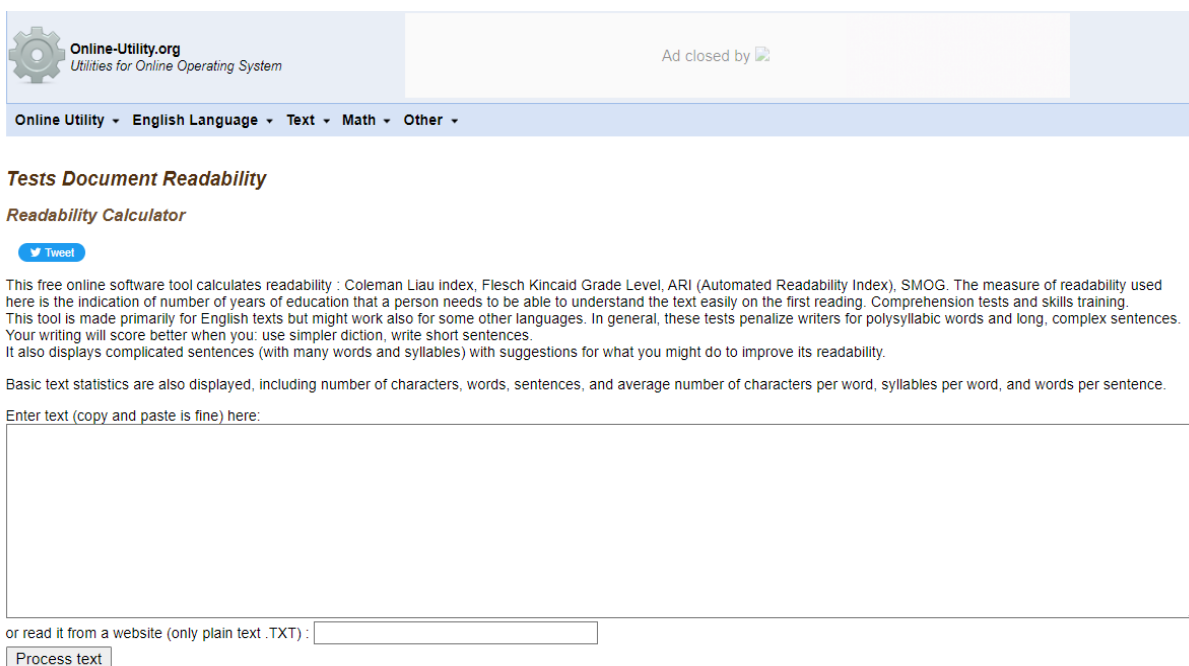 Online-Utility.org
Utilities for Online Operating System
Ad closed by
Online Utility English Language Text Math Other
Tests Document Readability
Readability Calculator
Tweet
This free online software tool calculates readability : Coleman Liau index, Flesch Kincaid Grade Level, ARI (Automated Readability Index), SMOG. The measure of readability used
here is the indication of number of years of education that a person needs to be able to understand the text easily on the first reading. Comprehension tests and skills training.
This tool is made primarily for English texts but might work also for some other languages. In general, these tests penalize writers for polysyllabic words and long, complex sentences.
Your writing will score better when you: use simpler diction, write short sentences.
It also displays complicated sentences (with many words and syllables) with suggestions for what you might do to improve its readability.
Basic text statistics are also displayed, including number of characters, words, sentences, and average number of characters per word, syllables per word, and words per sentence.
Enter text (copy and paste is fine) here:
or read it from a website (only plain text .TXT) :
Process text